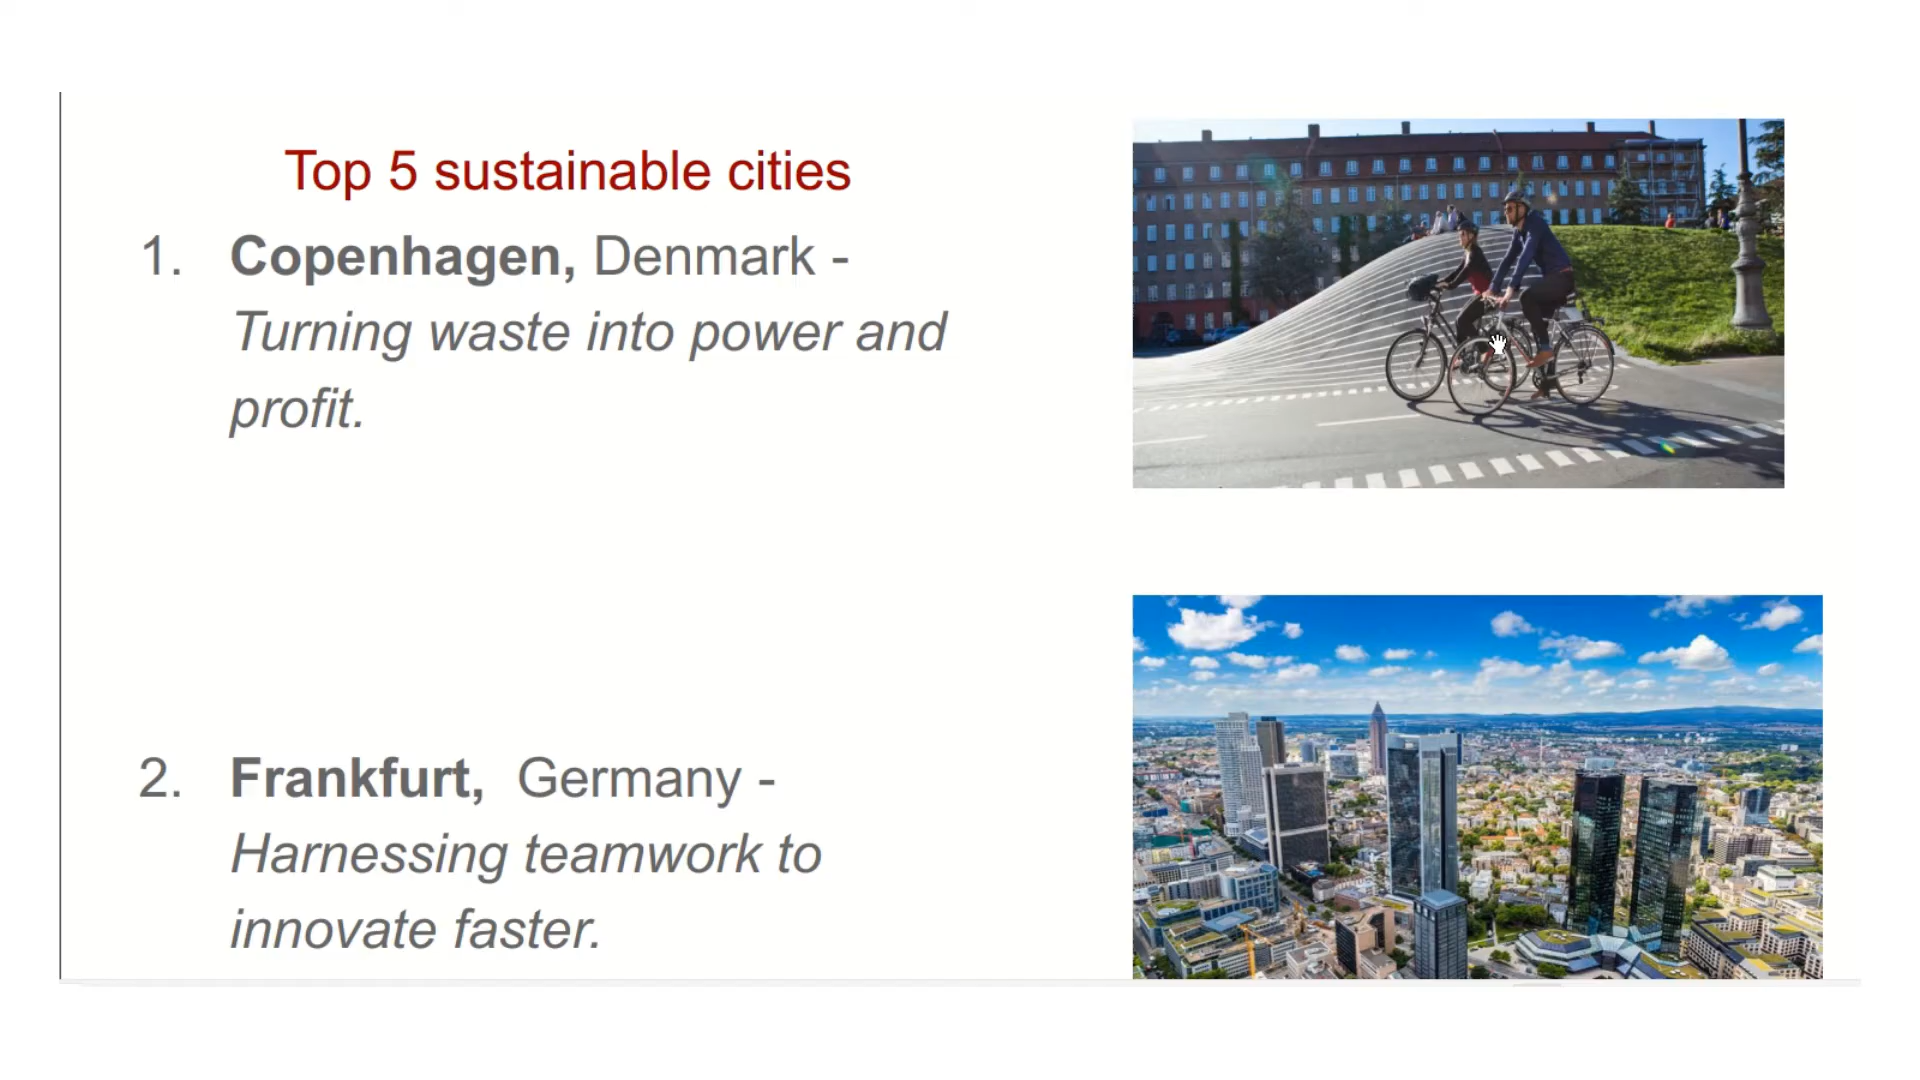 Top 5 sustainable cities
1. Copenhagen, Denmark -
Turning waste into power and
profit.
2. Frankfurt, Germany -
Harnessing teamwork to
innovate faster.